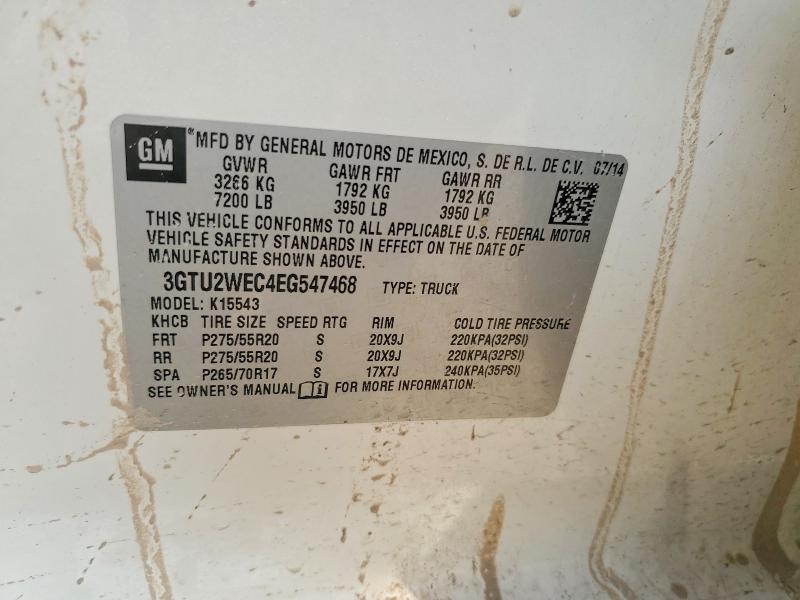 GM
® MFD BY GENERAL MOTORS DE MEXICO, S. DE R.L. DE C.V. 07/14
GVWR GAWR FRT GAWR RR
3266 KG 1792 KG 1792 KG
7200 LB 3950 LB 3950 LB
THIS VEHICLE CONFORMS TO ALL APPLICABLE U.S. FEDERAL MOTOR
VEHICLE SAFETY STANDARDS IN EFFECT ON THE DATE OF
MANUFACTURE SHOWN ABOVE.
3GTU2WEC4EG547468 TYPE: TRUCK
MODEL: K15543
KHCB TIRE SIZE SPEED RTG RIM COLD TIRE PRESSURE
FRT P275/55R20 S 20X9J 220KPA(32PSI)
RR P275/55R20 S 20X9J 220KPA(32PSI)
SPA P265/70R17 S 17X7J 240KPA(35PSI)
SEE OWNER'S MANUAL FOR MORE INFORMATION.